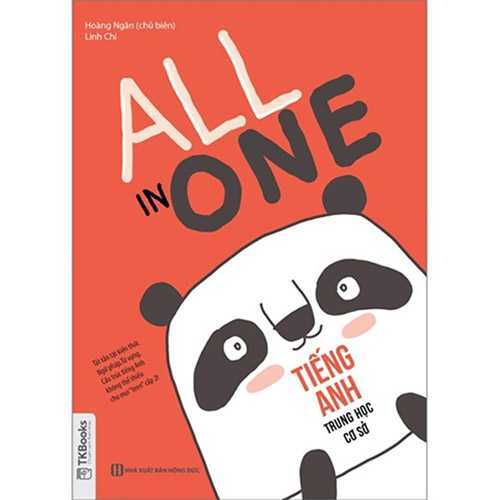 Hoàng Ngân (chủ biên)
Linh Chi
ALL
IN ONE
Tất tần tật kiến thức
Ngữ pháp,Từ vựng,
Cấu trúc tiếng Anh
không thể thiếu
cho mọi "teen" cấp 2!
TIẾNG
ANH
TRUNG HỌC
CƠ SỞ
TKBooks
NHÀ XUẤT BẢN HỒNG ĐỨC